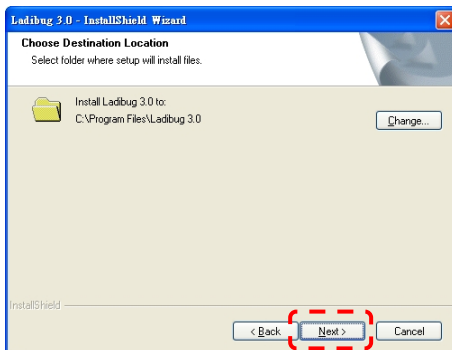 Ladibug 3.0 - InstallShield Wizard
Choose Destination Location
Select folder where setup will install files.
Install Ladibug 3.0 to:
C:\Program Files\Ladibug 3.0
Change...
InstallShield
< Back
Next >
Cancel